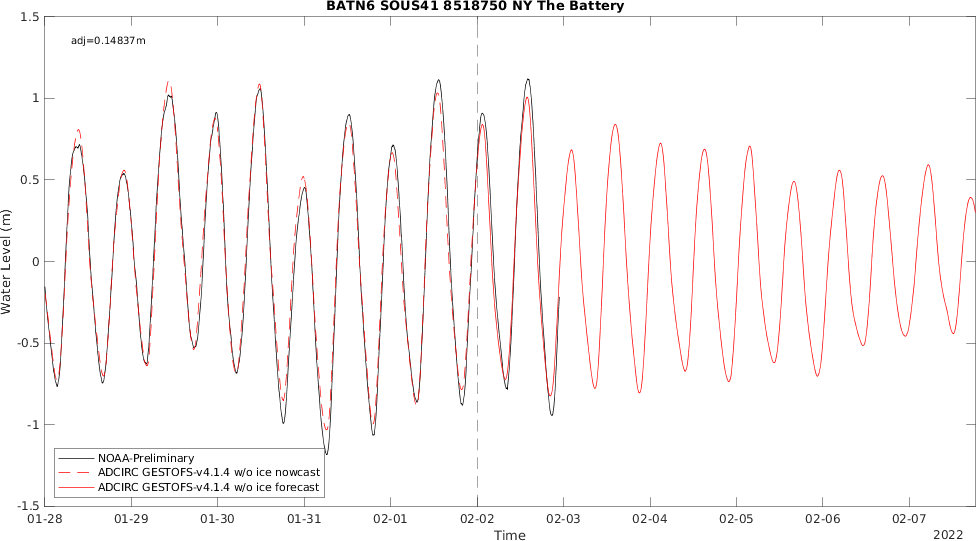 BATN6 SOUS41 8518750 NY The Battery
adj=0.14837m
1.5
1
0.5
0
-0.5
-1
-1.5
Water Level (m)
NOAA-Preliminary
ADCIRC GESTOFS-v4.1.4 w/o ice nowcast
ADCIRC GESTOFS-v4.1.4 w/o ice forecast
01-28 01-29 01-30 01-31 02-01 02-02 02-03 02-04 02-05 02-06 02-07
Time
2022